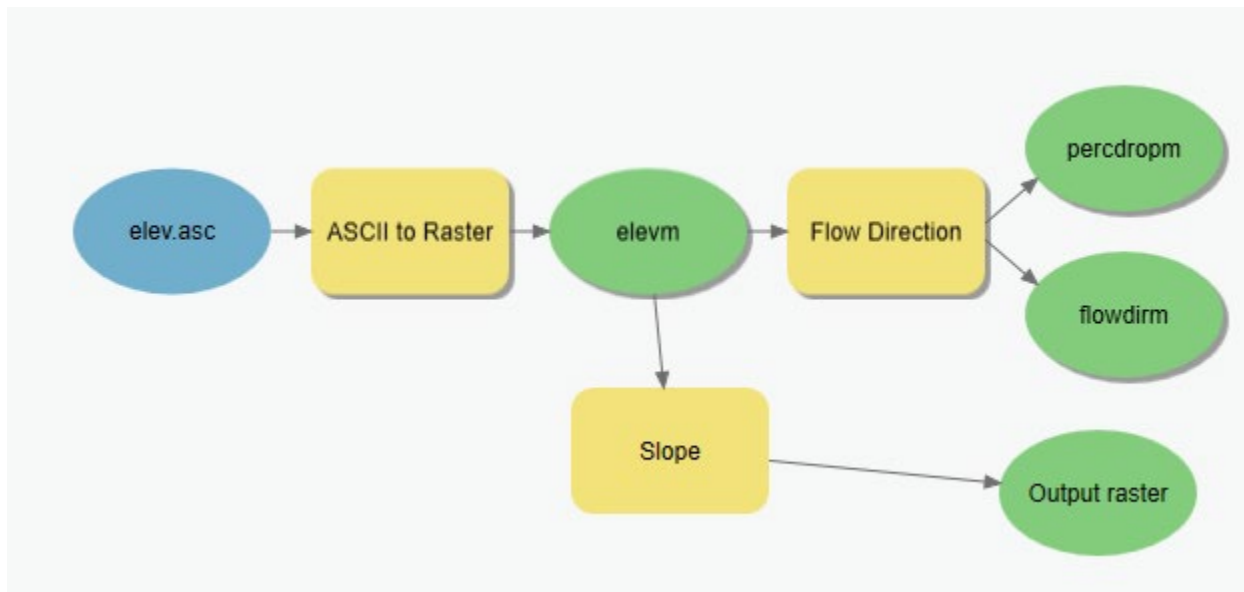 elev.asc
ASCII to Raster
elevm
Flow Direction
percdropm
flowdirm
Slope
Output raster